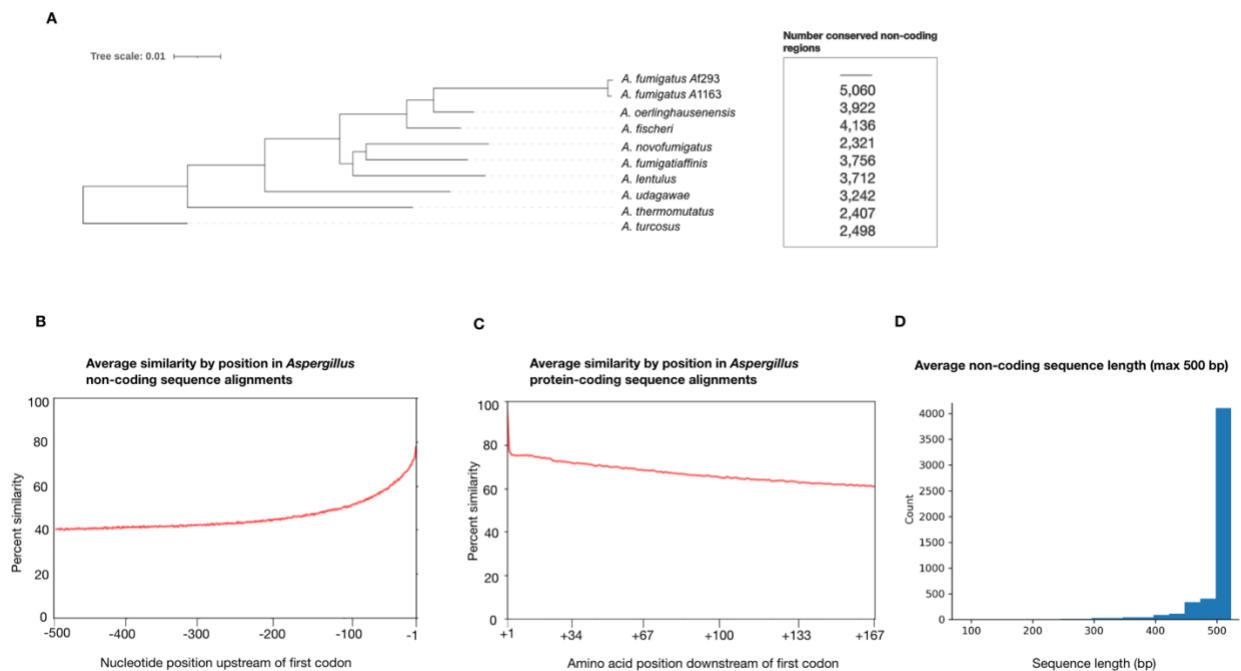 A
Tree scale: 0.01
Number conserved non-coding
regions
A. fumigatus Af293
A. fumigatus A1163
5,060
A. oerlinghausenensis
3,922
A. fischeri
4,136
A. novofumigatus
2,321
A. fumigatiaffinis
3,756
A. lentulus
3,712
A. udagawae
3,242
A. thermomutatus
2,407
A. turcosus
2,498
B
Average similarity by position in Aspergillus
non-coding sequence alignments
100
80
60
40
20
0
Percent similarity
-500
-400
-300
-200
-100
-1
Nucleotide position upstream of first codon
C
Average similarity by position in Aspergillus
protein-coding sequence alignments
100
80
60
40
20
0
Percent similarity
+1
+34
+67
+100
+133
+167
Amino acid position downstream of first codon
D
Average non-coding sequence length (max 500 bp)
4000
3500
3000
2500
2000
1500
1000
500
0
Count
100
200
300
400
500
Sequence length (bp)